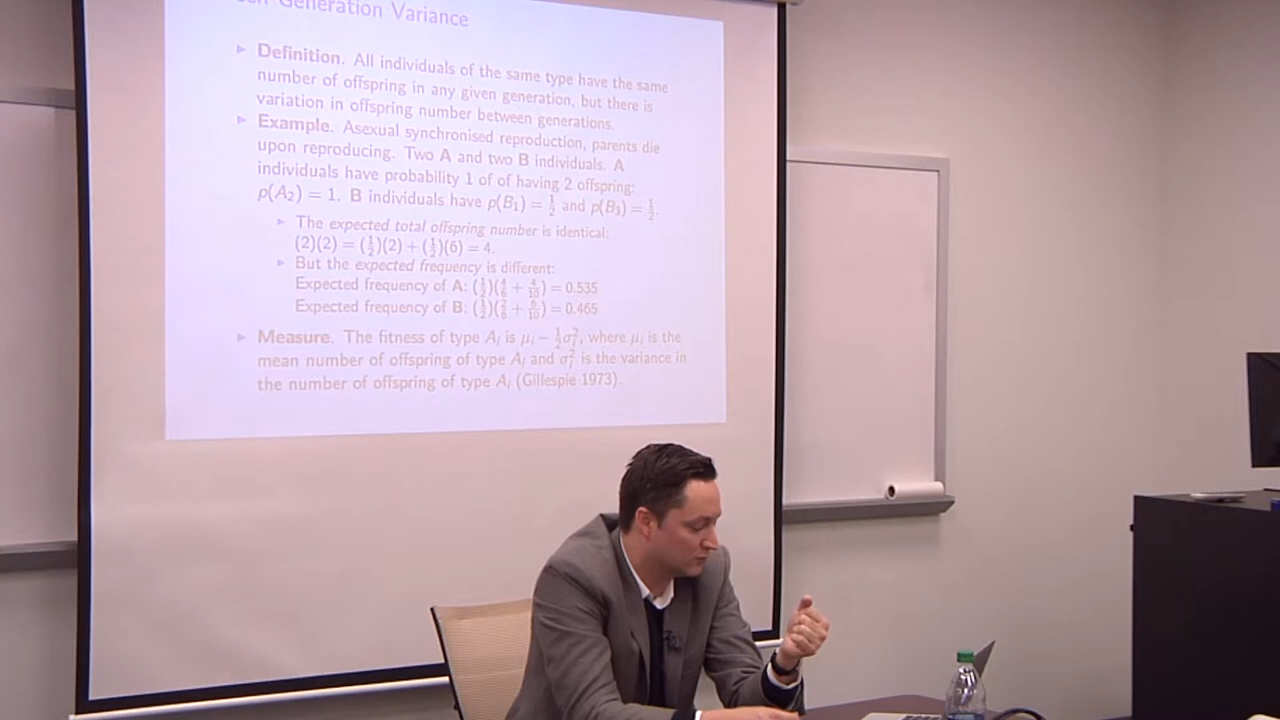 Generation Variance
▶ Definition. All individuals of the same type have the same
number of offspring in any given generation, but there is
variation in offspring number between generations.
▶ Example. Asexual synchronised reproduction, parents die
upon reproducing. Two A and two B individuals. A
individuals have probability 1 of of having 2 offspring:
p(A₂) = 1. B individuals have p(B₁) = ½ and p(B₃) = ½.
▶ The expected total offspring number is identical:
(2)(2) = (½)(2) + (½)(6) = 4.
▶ But the expected frequency is different:
Expected frequency of A: (½)(4/6 + 4/10) = 0.535
Expected frequency of B: (½)(2/6 + 6/10) = 0.465
▶ Measure. The fitness of type Aᵢ is μᵢ − ½σᵢ², where μᵢ is the
mean number of offspring of type Aᵢ and σᵢ² is the variance in
the number of offspring of type Aᵢ (Gillespie 1973).